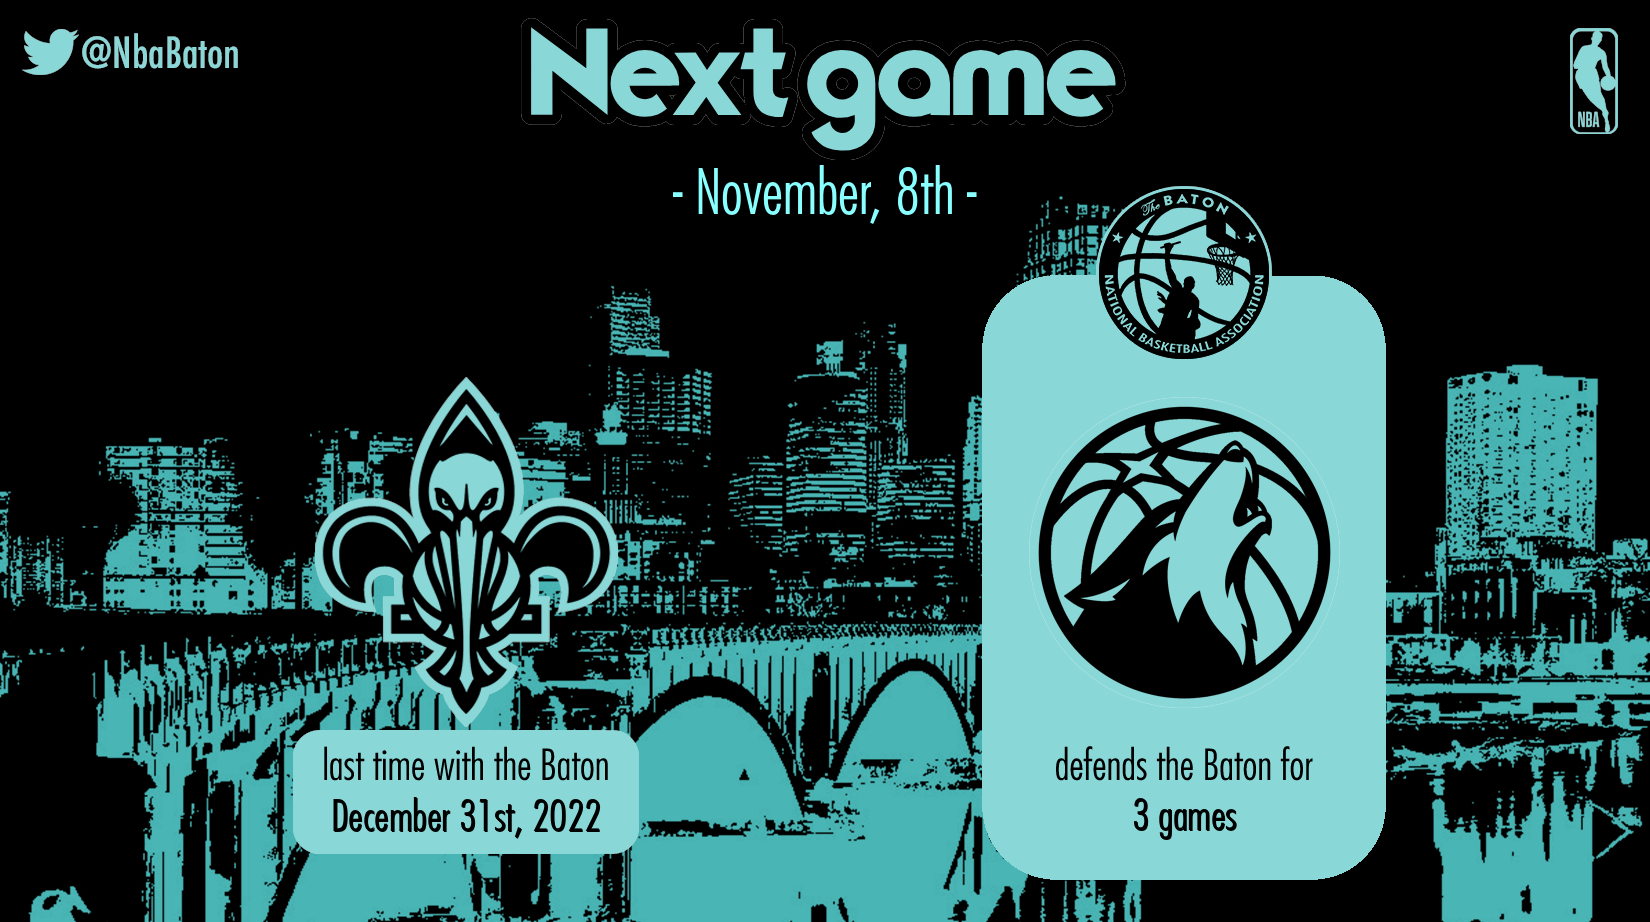 @NbaBaton
Next game
NBA
- November, 8th -
The BATON
NATIONAL BASKETBALL ASSOCIATION
last time with the Baton
December 31st, 2022
defends the Baton for
3 games